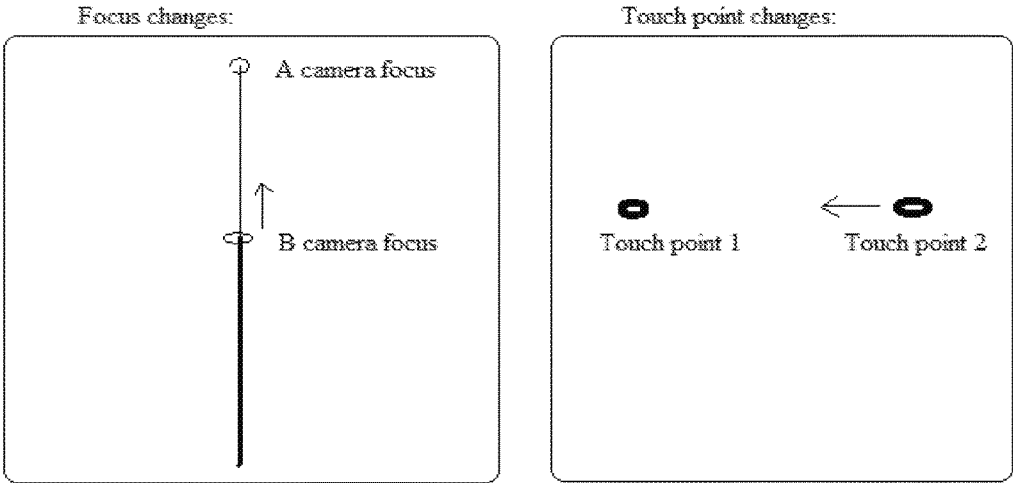 Focus changes:
Touch point changes:
A camera focus
B camera focus
Touch point 1
Touch point 2